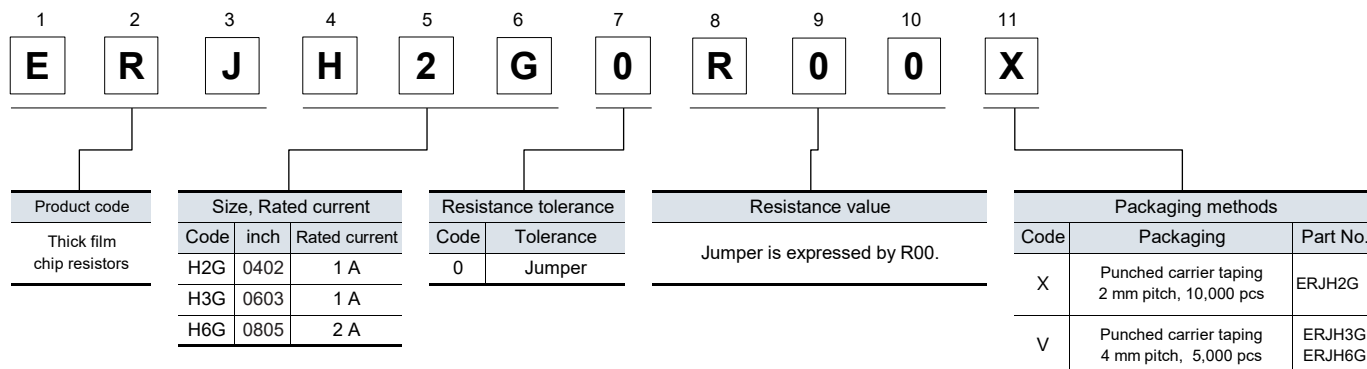 1 2 3 4 5 6 7 8 9 10 11
E R J H 2 G 0 R 0 0 X
Product code
Thick film
chip resistors
Size, Rated current
Code inch Rated current
H2G 0402 1 A
H3G 0603 1 A
H6G 0805 2 A
Resistance tolerance
Code Tolerance
0 Jumper
Resistance value
Jumper is expressed by R00.
Packaging methods
Code Packaging Part No.
X Punched carrier taping
2 mm pitch, 10,000 pcs ERJH2G
V Punched carrier taping
4 mm pitch, 5,000 pcs
ERJH3G
ERJH6G